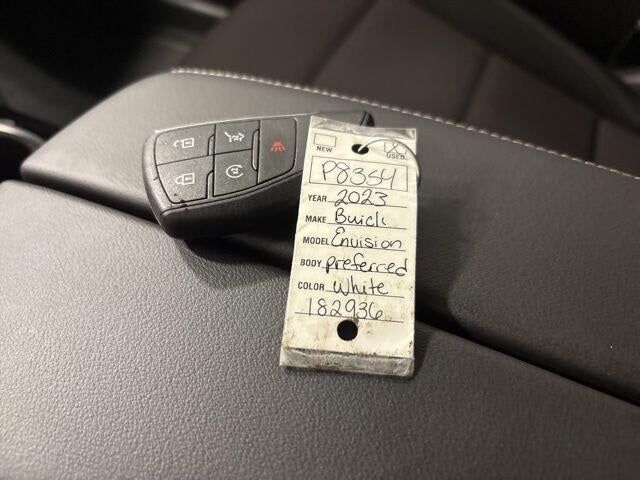 NEW USED
P8354
YEAR 2023
MAKE Buick
MODEL Envision
BODY preferred
COLOR White
182936